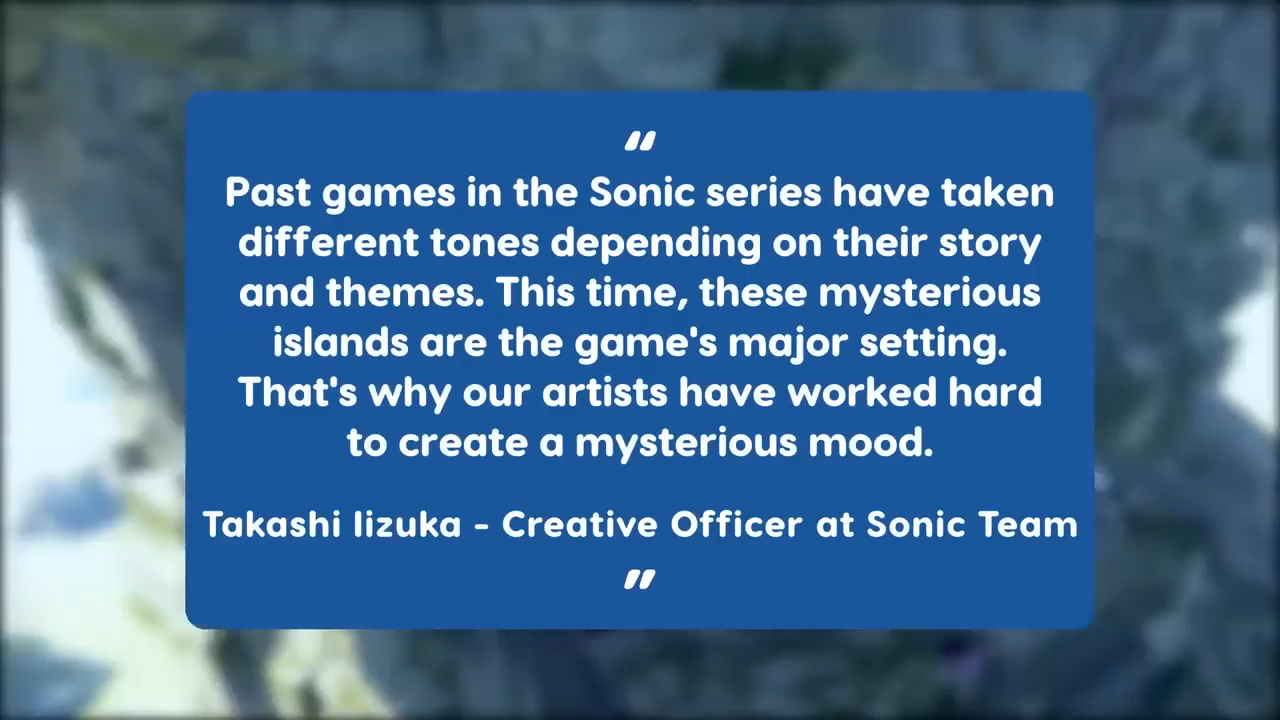 "
Past games in the Sonic series have taken
different tones depending on their story
and themes. This time, these mysterious
islands are the game's major setting.
That's why our artists have worked hard
to create a mysterious mood.
Takashi Iizuka - Creative Officer at Sonic Team
"